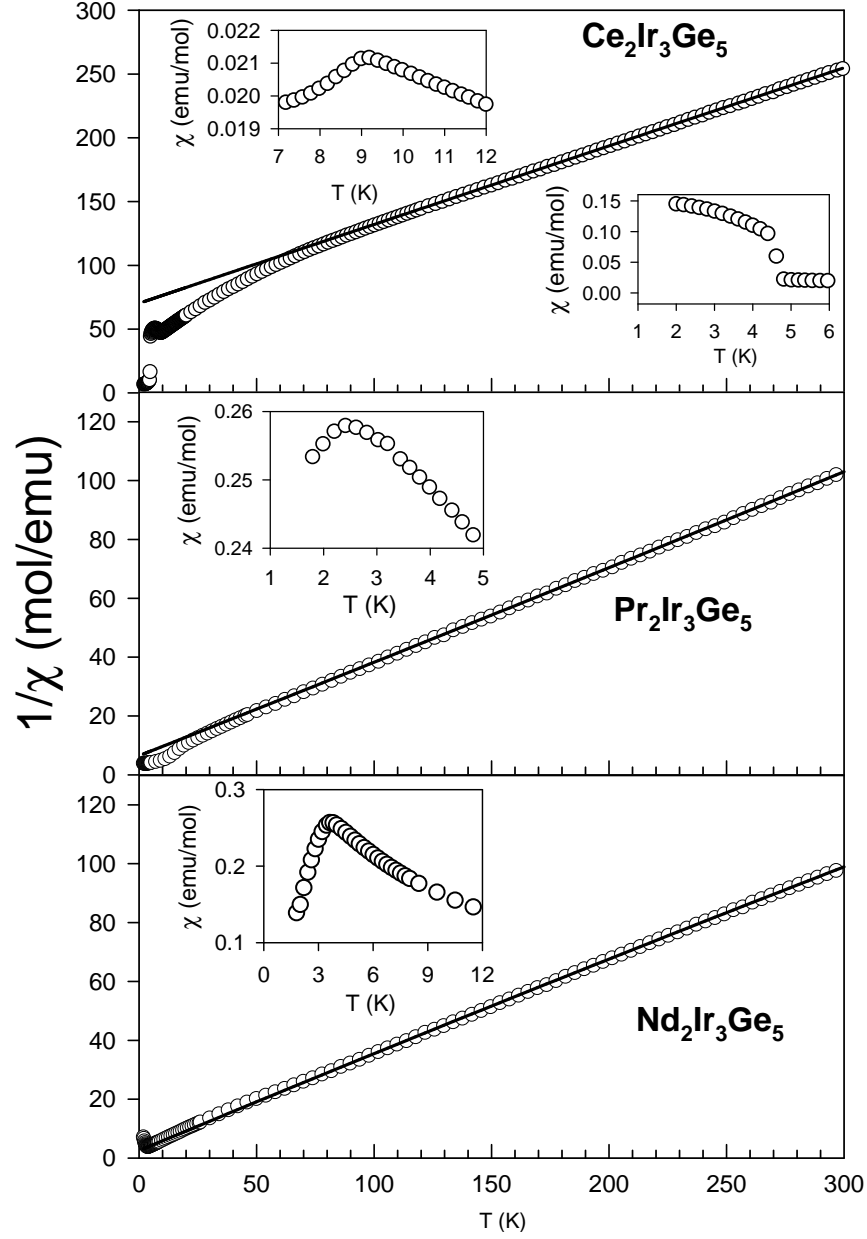 Ce₂Ir₃Ge₅
300
250
200
150
100
50
0
χ (emu/mol)
0.022
0.021
0.020
0.019
7 8 9 10 11 12
T (K)
χ (emu/mol)
0.15
0.10
0.05
0.00
1 2 3 4 5 6
T (K)
1/χ (mol/emu)
120
100
80
60
40
20
0
χ (emu/mol)
0.26
0.25
0.24
1 2 3 4 5
T (K)
Pr₂Ir₃Ge₅
120
100
80
60
40
20
0
χ (emu/mol)
0.3
0.2
0.1
0 3 6 9 12
T (K)
Nd₂Ir₃Ge₅
0 50 100 150 200 250 300
T (K)